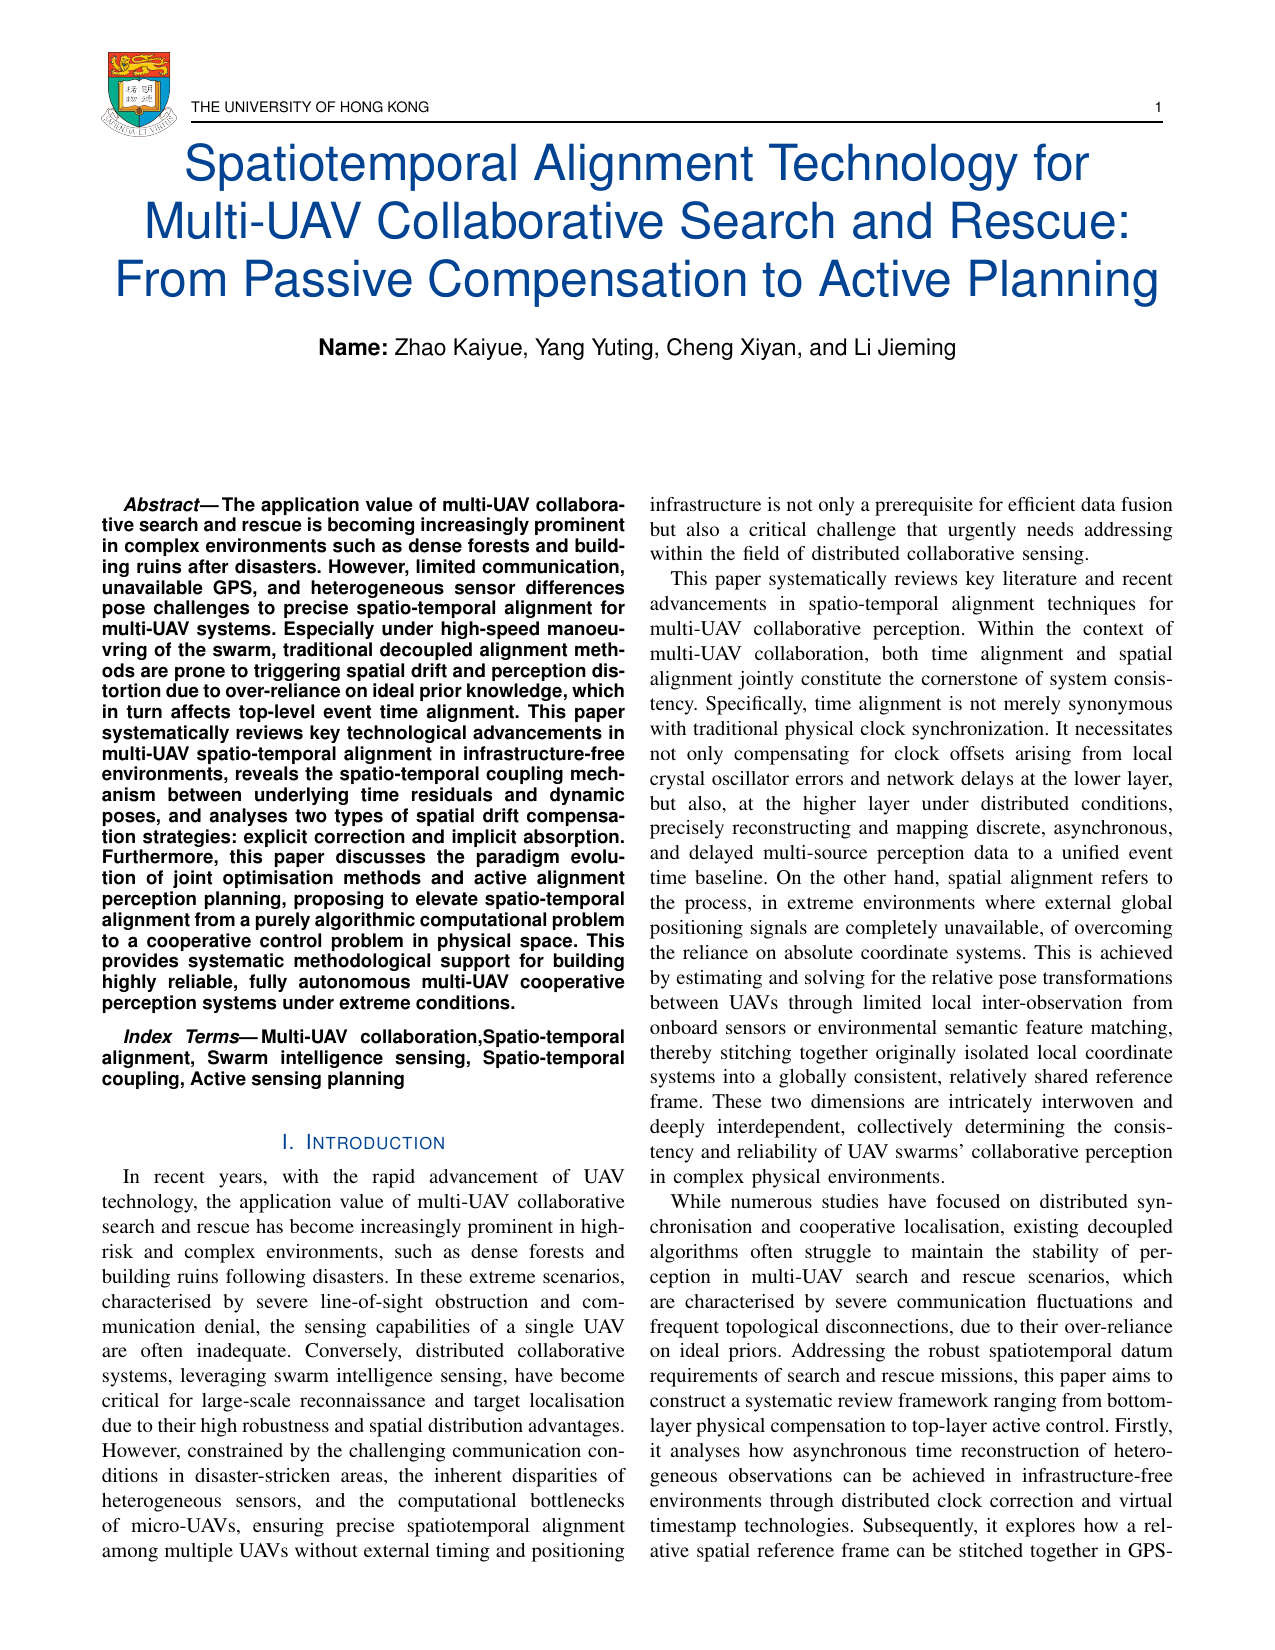 THE UNIVERSITY OF HONG KONG
1
Spatiotemporal Alignment Technology for
Multi-UAV Collaborative Search and Rescue:
From Passive Compensation to Active Planning
Name: Zhao Kaiyue, Yang Yuting, Cheng Xiyan, and Li Jieming
Abstract—The application value of multi-UAV collabora-
tive search and rescue is becoming increasingly prominent
in complex environments such as dense forests and build-
ing ruins after disasters. However, limited communication,
unavailable GPS, and heterogeneous sensor differences
pose challenges to precise spatio-temporal alignment for
multi-UAV systems. Especially under high-speed manoeu-
vring of the swarm, traditional decoupled alignment meth-
ods are prone to triggering spatial drift and perception dis-
tortion due to over-reliance on ideal prior knowledge, which
in turn affects top-level event time alignment. This paper
systematically reviews key technological advancements in
multi-UAV spatio-temporal alignment in infrastructure-free
environments, reveals the spatio-temporal coupling mech-
anism between underlying time residuals and dynamic
poses, and analyses two types of spatial drift compensa-
tion strategies: explicit correction and implicit absorption.
Furthermore, this paper discusses the paradigm evolu-
tion of joint optimisation methods and active alignment
perception planning, proposing to elevate spatio-temporal
alignment from a purely algorithmic computational problem
to a cooperative control problem in physical space. This
provides systematic methodological support for building
highly reliable, fully autonomous multi-UAV cooperative
perception systems under extreme conditions.
Index Terms—Multi-UAV collaboration,Spatio-temporal
alignment, Swarm intelligence sensing, Spatio-temporal
coupling, Active sensing planning
I. INTRODUCTION
In recent years, with the rapid advancement of UAV
technology, the application value of multi-UAV collaborative
search and rescue has become increasingly prominent in high-
risk and complex environments, such as dense forests and
building ruins following disasters. In these extreme scenarios,
characterised by severe line-of-sight obstruction and com-
munication denial, the sensing capabilities of a single UAV
are often inadequate. Conversely, distributed collaborative
systems, leveraging swarm intelligence sensing, have become
critical for large-scale reconnaissance and target localisation
due to their high robustness and spatial distribution advantages.
However, constrained by the challenging communication con-
ditions in disaster-stricken areas, the inherent disparities of
heterogeneous sensors, and the computational bottlenecks
of micro-UAVs, ensuring precise spatiotemporal alignment
among multiple UAVs without external timing and positioning
infrastructure is not only a prerequisite for efficient data fusion
but also a critical challenge that urgently needs addressing
within the field of distributed collaborative sensing.
This paper systematically reviews key literature and recent
advancements in spatio-temporal alignment techniques for
multi-UAV collaborative perception. Within the context of
multi-UAV collaboration, both time alignment and spatial
alignment jointly constitute the cornerstone of system consis-
tency. Specifically, time alignment is not merely synonymous
with traditional physical clock synchronization. It necessitates
not only compensating for clock offsets arising from local
crystal oscillator errors and network delays at the lower layer,
but also, at the higher layer under distributed conditions,
precisely reconstructing and mapping discrete, asynchronous,
and delayed multi-source perception data to a unified event
time baseline. On the other hand, spatial alignment refers to
the process, in extreme environments where external global
positioning signals are completely unavailable, of overcoming
the reliance on absolute coordinate systems. This is achieved
by estimating and solving for the relative pose transformations
between UAVs through limited local inter-observation from
onboard sensors or environmental semantic feature matching,
thereby stitching together originally isolated local coordinate
systems into a globally consistent, relatively shared reference
frame. These two dimensions are intricately interwoven and
deeply interdependent, collectively determining the consis-
tency and reliability of UAV swarms' collaborative perception
in complex physical environments.
While numerous studies have focused on distributed syn-
chronisation and cooperative localisation, existing decoupled
algorithms often struggle to maintain the stability of per-
ception in multi-UAV search and rescue scenarios, which
are characterised by severe communication fluctuations and
frequent topological disconnections, due to their over-reliance
on ideal priors. Addressing the robust spatiotemporal datum
requirements of search and rescue missions, this paper aims to
construct a systematic review framework ranging from bottom-
layer physical compensation to top-layer active control. Firstly,
it analyses how asynchronous time reconstruction of hetero-
geneous observations can be achieved in infrastructure-free
environments through distributed clock correction and virtual
timestamp technologies. Subsequently, it explores how a rel-
ative spatial reference frame can be stitched together in GPS-